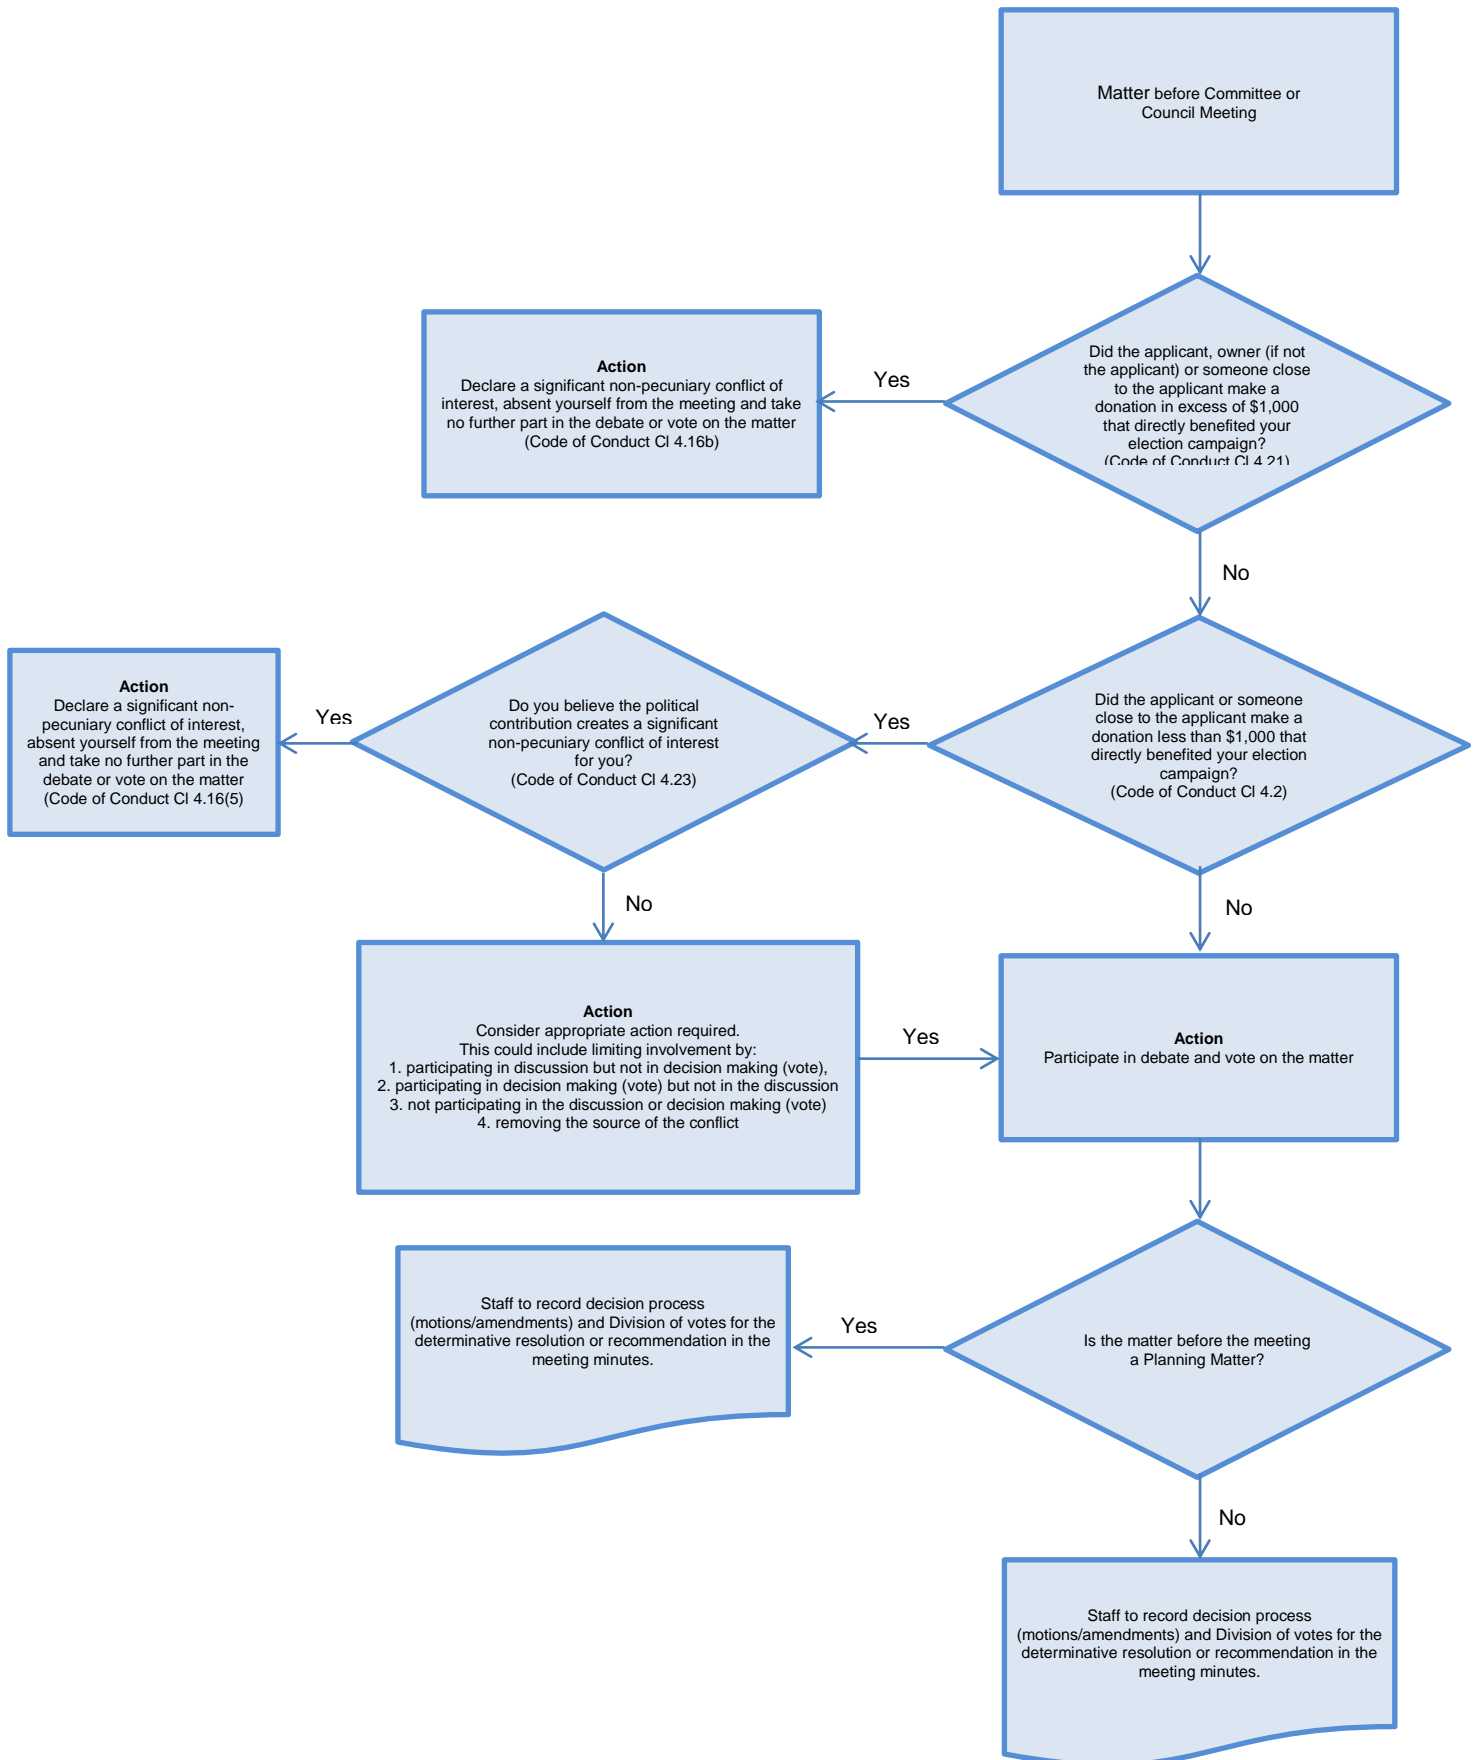 Matter before Committee or
Council Meeting
Did the applicant, owner (if not
the applicant) or someone close
to the applicant make a
donation in excess of $1,000
that directly benefited your
election campaign?
(Code of Conduct Cl 4.21)
Yes
Action
Declare a significant non-pecuniary conflict of
interest, absent yourself from the meeting and take
no further part in the debate or vote on the matter
(Code of Conduct Cl 4.16b)
No
Did the applicant or someone
close to the applicant make a
donation less than $1,000 that
directly benefited your election
campaign?
(Code of Conduct Cl 4.2)
Yes
Do you believe the political
contribution creates a significant
non-pecuniary conflict of interest
for you?
(Code of Conduct Cl 4.23)
Yes
Action
Declare a significant non-
pecuniary conflict of interest,
absent yourself from the meeting
and take no further part in the
debate or vote on the matter
(Code of Conduct Cl 4.16(5)
No
No
Action
Consider appropriate action required.
This could include limiting involvement by:
1. participating in discussion but not in decision making (vote),
2. participating in decision making (vote) but not in the discussion
3. not participating in the discussion or decision making (vote)
4. removing the source of the conflict
Yes
Action
Participate in debate and vote on the matter
Is the matter before the meeting
a Planning Matter?
Yes
Staff to record decision process
(motions/amendments) and Division of votes for the
determinative resolution or recommendation in the
meeting minutes.
No
Staff to record decision process
(motions/amendments) and Division of votes for the
determinative resolution or recommendation in the
meeting minutes.